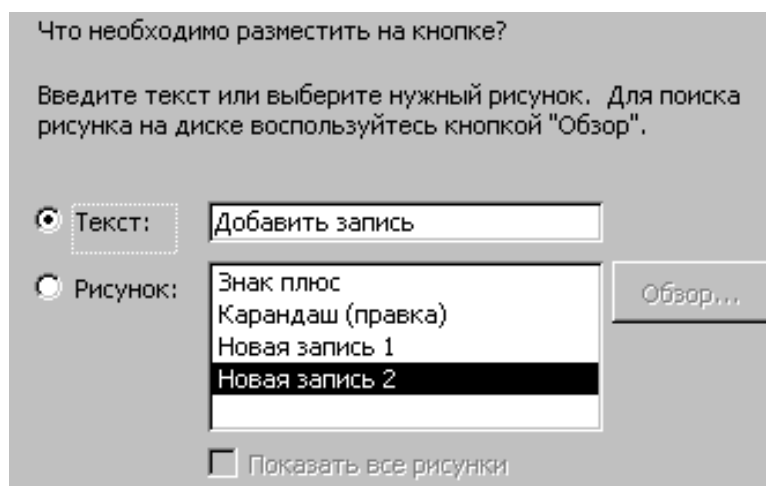 Что необходимо разместить на кнопке?
Введите текст или выберите нужный рисунок. Для поиска
рисунка на диске воспользуйтесь кнопкой "Обзор".
Текст: Добавить запись
Рисунок:
Знак плюс
Карандаш (правка)
Новая запись 1
Новая запись 2
Обзор...
Показать все рисунки